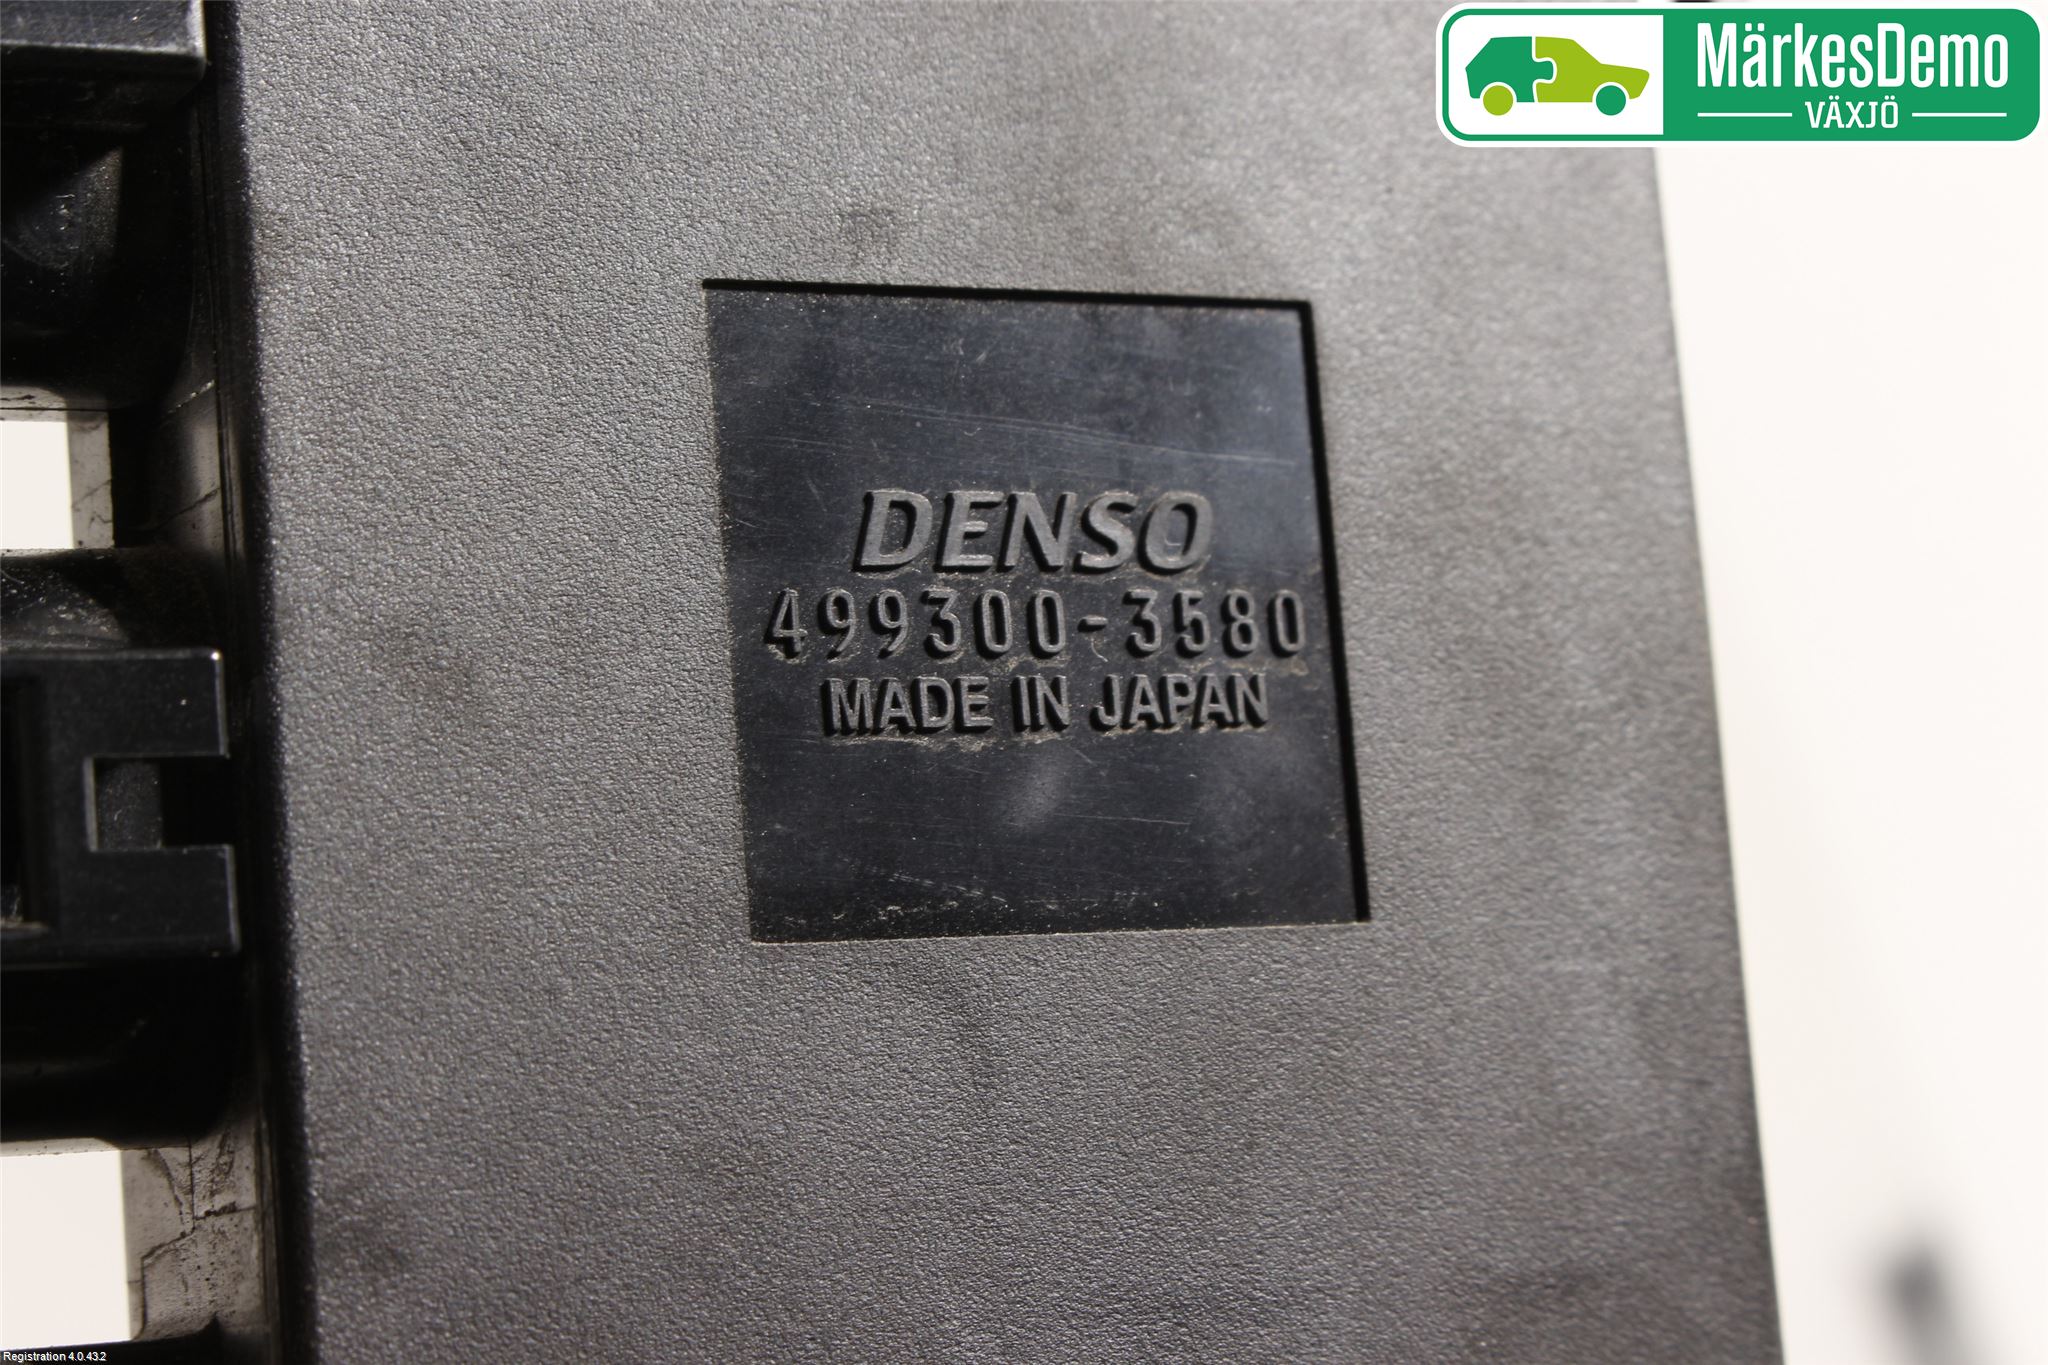 MärkesDemo
VÄXJÖ
DENSO
499300-3580
MADE IN JAPAN
Registration 4.0.43.2